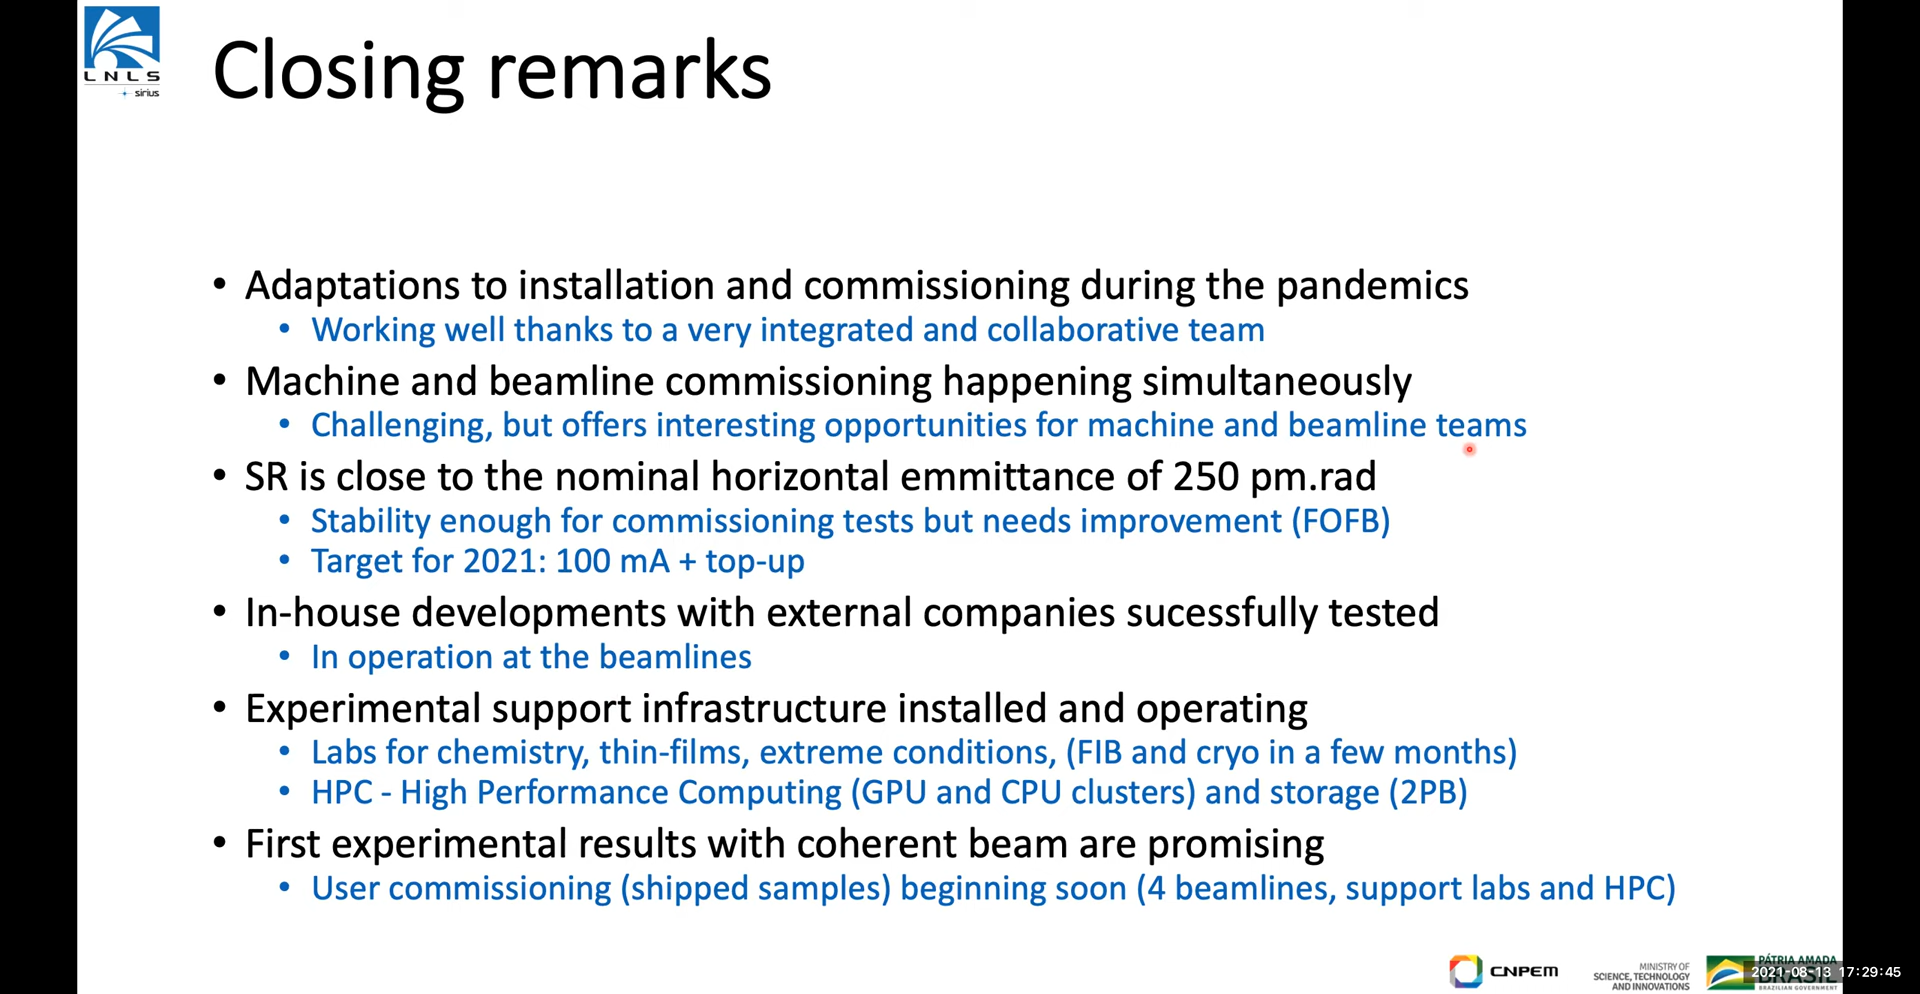 LNLS
sirius
Closing remarks
• Adaptations to installation and commissioning during the pandemics
• Working well thanks to a very integrated and collaborative team
• Machine and beamline commissioning happening simultaneously
• Challenging, but offers interesting opportunities for machine and beamline teams
• SR is close to the nominal horizontal emmittance of 250 pm.rad
• Stability enough for commissioning tests but needs improvement (FOFB)
• Target for 2021: 100 mA + top-up
• In-house developments with external companies sucessfully tested
• In operation at the beamlines
• Experimental support infrastructure installed and operating
• Labs for chemistry, thin-films, extreme conditions, (FIB and cryo in a few months)
• HPC - High Performance Computing (GPU and CPU clusters) and storage (2PB)
• First experimental results with coherent beam are promising
• User commissioning (shipped samples) beginning soon (4 beamlines, support labs and HPC)
CNPEM
MINISTRY OF
SCIENCE, TECHNOLOGY
AND INNOVATIONS
PÁTRIA AMADA
BRASIL
BRAZILIAN GOVERNMENT
2021-08-13 17:29:45